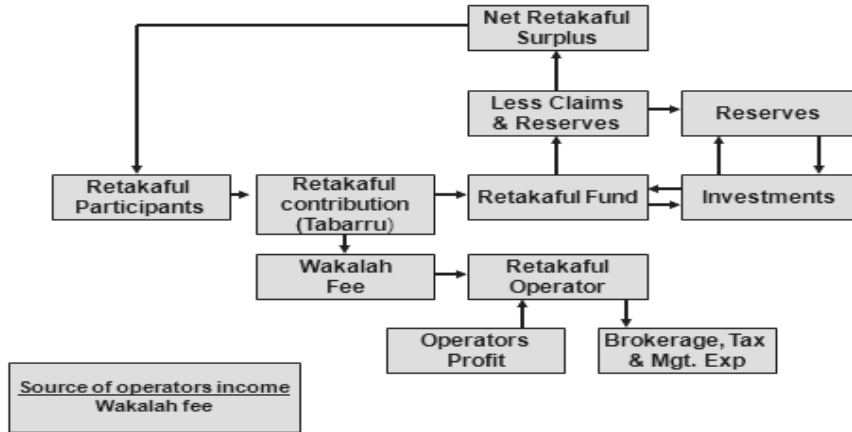 Net Retakaful
Surplus
Less Claims
& Reserves
Reserves
Retakaful
Participants
Retakaful
contribution
(Tabarru)
Retakaful Fund
Investments
Wakalah
Fee
Retakaful
Operator
Operators
Profit
Brokerage, Tax
& Mgt. Exp
Source of operators income
Wakalah fee